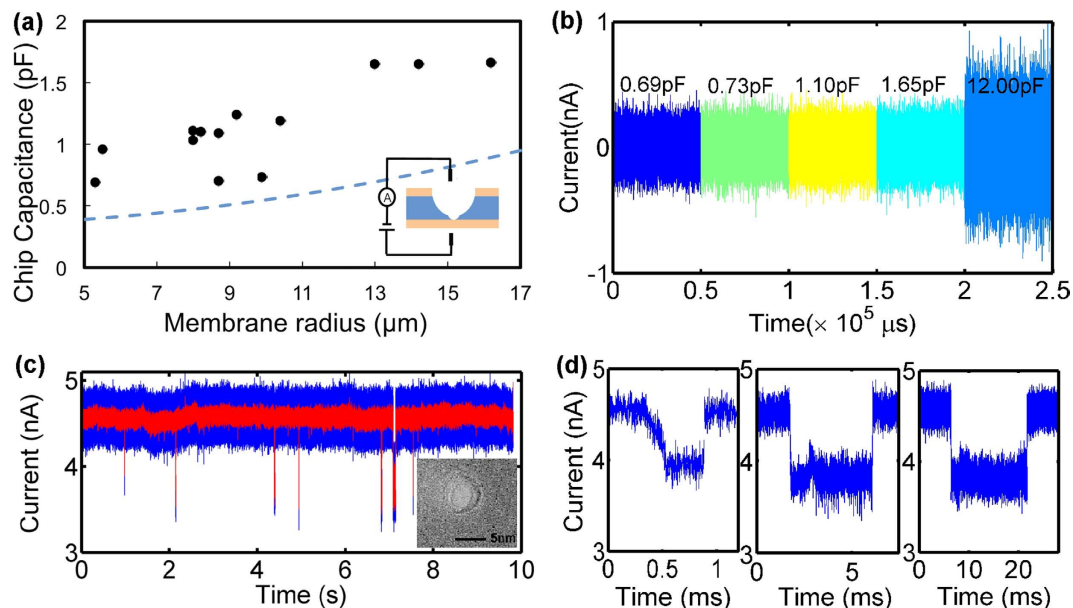 (a)
Chip Capacitance (pF)
2
1.5
1
0.5
0
A
5 7 9 11 13 15 17
Membrane radius (μm)
(b)
Current(nA)
1
0
-1
0.69pF 0.73pF 1.10pF 1.65pF 12.00pF
0 0.5 1 1.5 2 2.5
Time(× 10⁵ μs)
(c)
Current (nA)
5
4
3
5nm
0 2 4 6 8 10
Time (s)
(d)
Current (nA)
5
4
3
0 0.5 1
Time (ms)
5
4
3
0 5
Time (ms)
5
4
3
0 10 20
Time (ms)